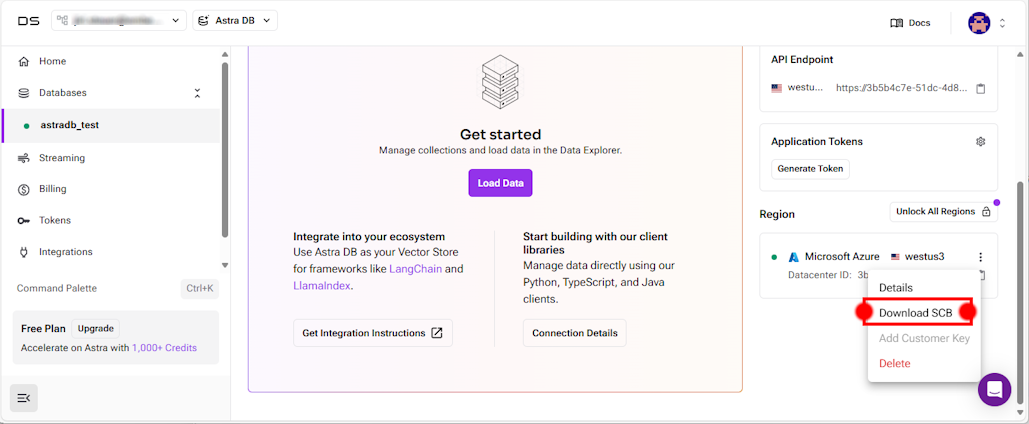 DS
Astra DB
Docs
Home
Databases
astradb_test
Streaming
Billing
Tokens
Integrations
Command Palette
Ctrl+K
Free Plan
Upgrade
Accelerate on Astra with 1,000+ Credits
Get started
Manage collections and load data in the Data Explorer.
Load Data
Integrate into your ecosystem
Use Astra DB as your Vector Store
for frameworks like LangChain and
LlamaIndex.
Get Integration Instructions
Start building with our client
libraries
Manage data directly using our
Python, TypeScript, and Java
clients.
Connection Details
API Endpoint
westu... https://3b5b4c7e-51dc-4d8...
Application Tokens
Generate Token
Region
Unlock All Regions
Microsoft Azure westus3
Datacenter ID: 3b
Details
Download SCB
Add Customer Key
Delete